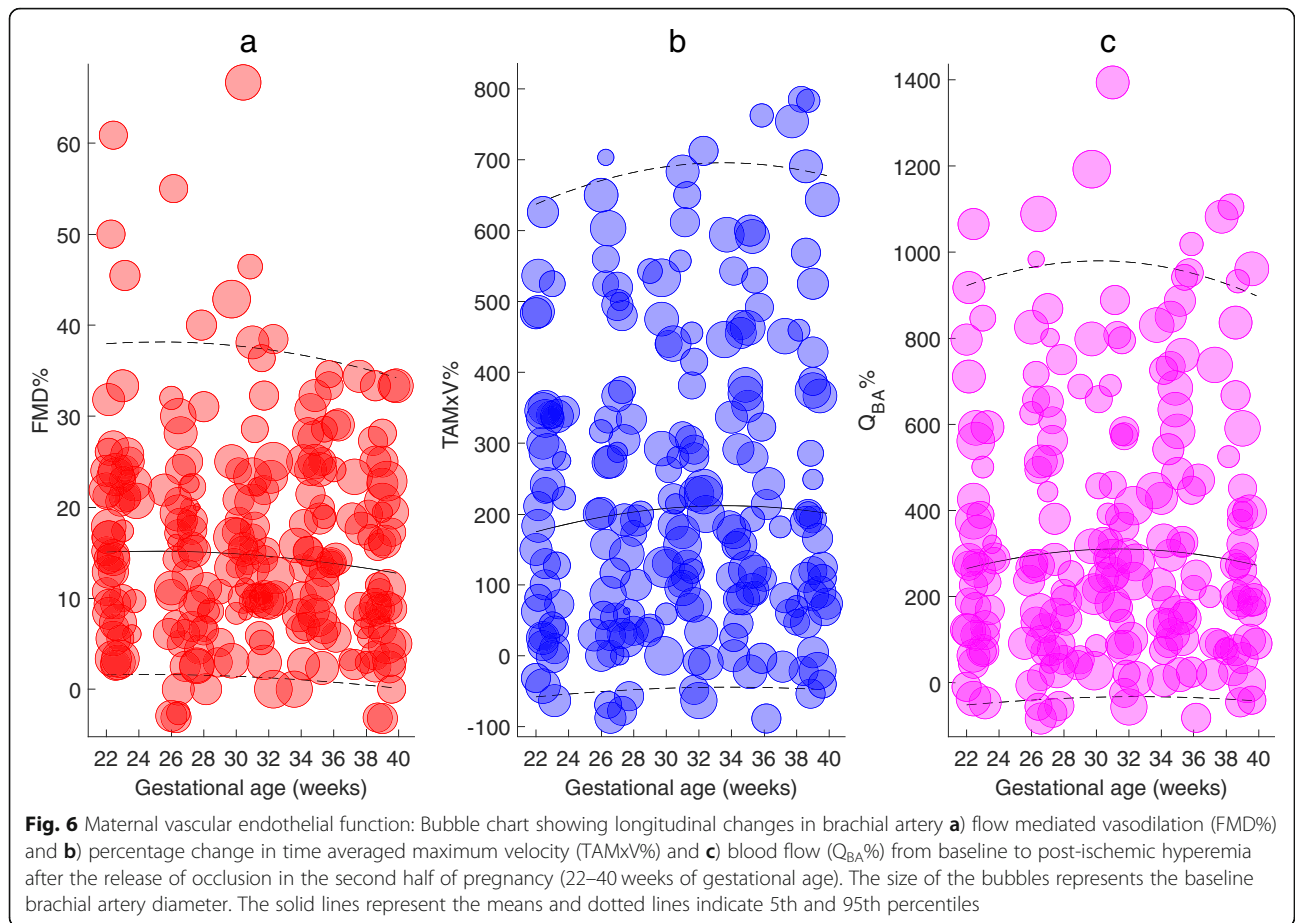 a
b
c
FMD%
60
50
40
30
20
10
0
22 24 26 28 30 32 34 36 38 40
Gestational age (weeks)
TAMxV%
800
700
600
500
400
300
200
100
0
-100
22 24 26 28 30 32 34 36 38 40
Gestational age (weeks)
QBA%
1400
1200
1000
800
600
400
200
0
22 24 26 28 30 32 34 36 38 40
Gestational age (weeks)
Fig. 6 Maternal vascular endothelial function: Bubble chart showing longitudinal changes in brachial artery a) flow mediated vasodilation (FMD%)
and b) percentage change in time averaged maximum velocity (TAMxV%) and c) blood flow (QBA%) from baseline to post-ischemic hyperemia
after the release of occlusion in the second half of pregnancy (22–40 weeks of gestational age). The size of the bubbles represents the baseline
brachial artery diameter. The solid lines represent the means and dotted lines indicate 5th and 95th percentiles